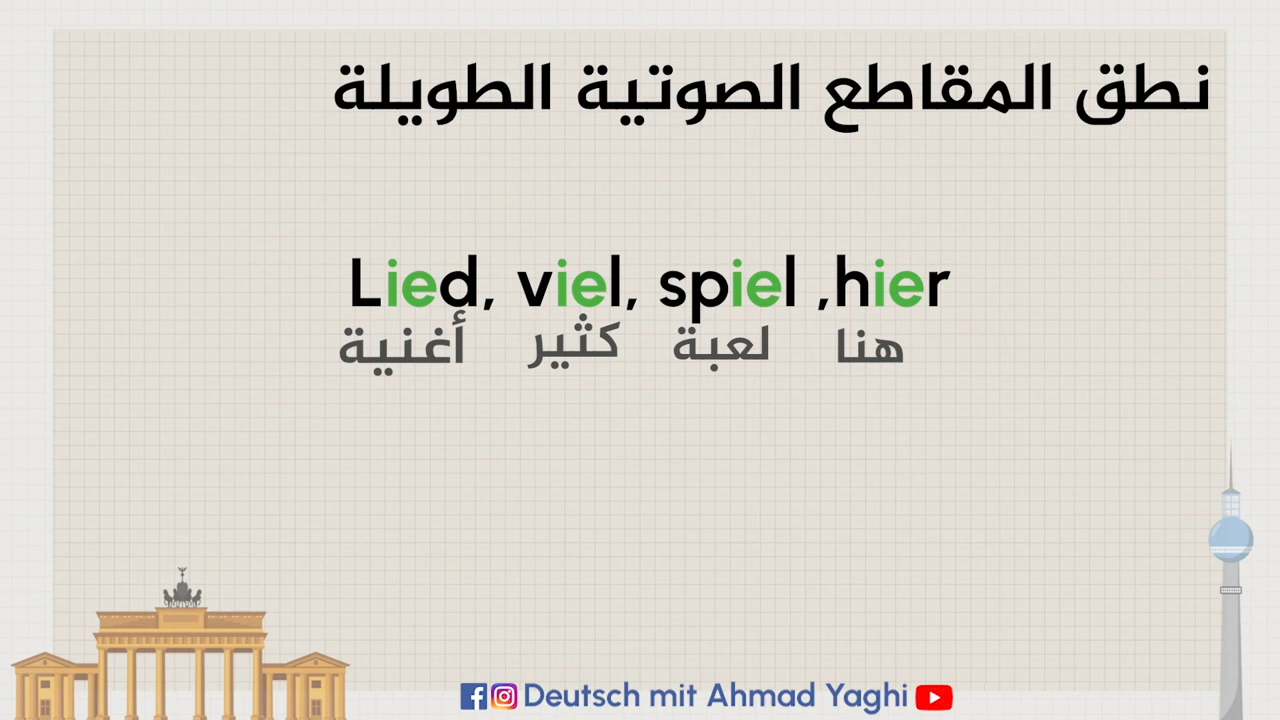 نطق المقاطع الصوتية الطويلة
Lied, viel, spiel ,hier
أغنية كثير لعبة هنا
Deutsch mit Ahmad Yaghi